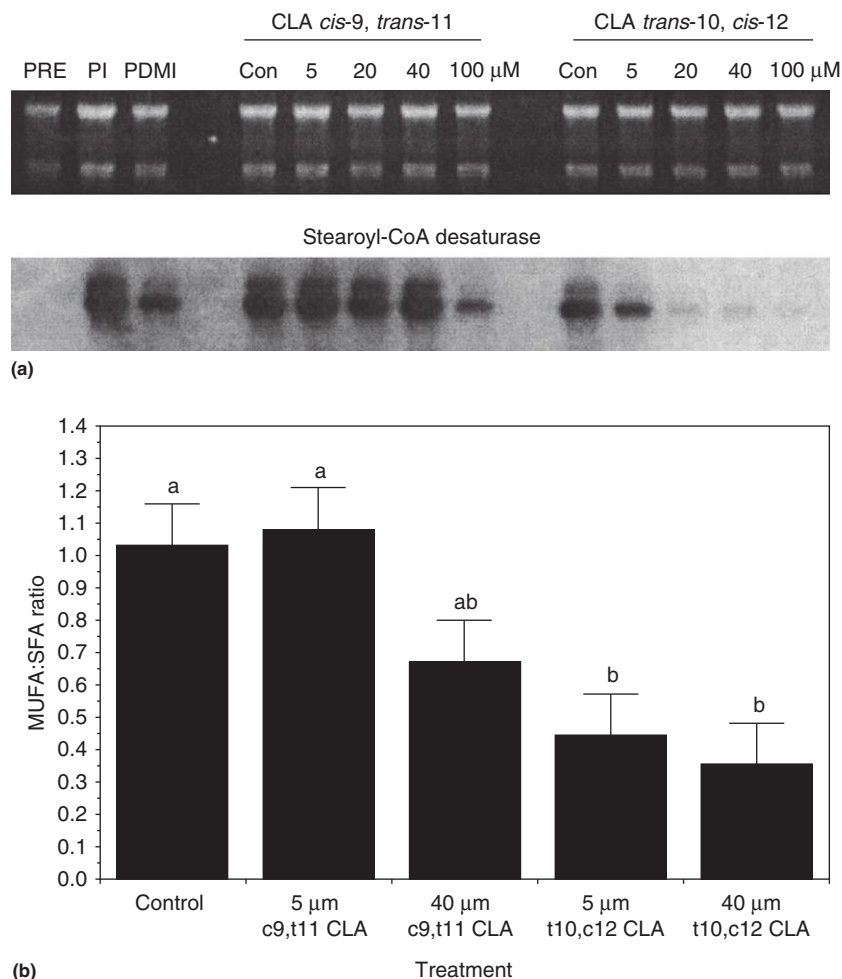 CLA cis-9, trans-11 CLA trans-10, cis-12
PRE PI PDMI Con 5 20 40 100 μM Con 5 20 40 100 μM
Stearoyl-CoA desaturase
(a)
1.4
1.3
1.2
1.1
1.0
0.9
0.8
0.7
0.6
0.5
0.4
0.3
0.2
0.1
0.0
MUFA:SFA ratio
a
a
ab
b
b
Control 5 μm 40 μm 5 μm 40 μm
c9,t11 CLA c9,t11 CLA t10,c12 CLA t10,c12 CLA
(b) Treatment